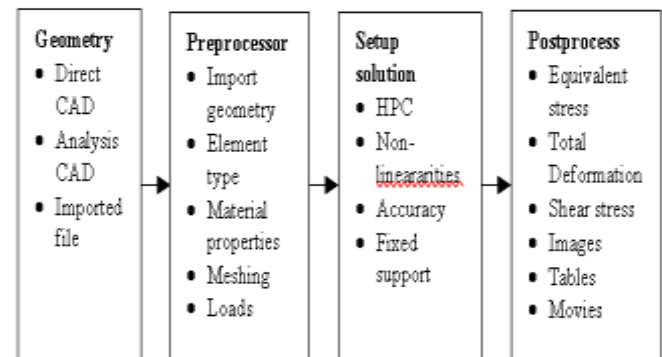 Geometry
• Direct
CAD
• Analysis
CAD
• Imported
file
Preprocessor
• Import
geometry
• Element
type
• Material
properties
• Meshing
• Loads
Setup
solution
• HPC
• Non-
lineararities
• Accuracy
• Fixed
support
Postprocess
• Equivalent
stress
• Total
Deformation
• Shear stress
• Images
• Tables
• Movies